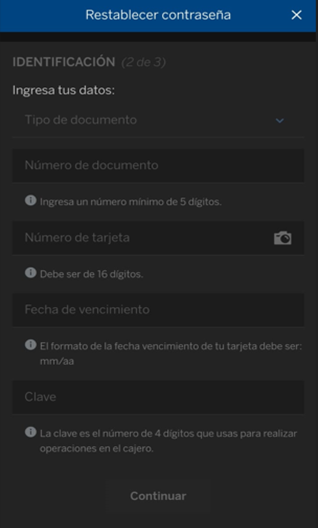 Restablecer contraseña
IDENTIFICACIÓN (2 de 3)
Ingresa tus datos:
Tipo de documento
Número de documento
Ingresa un número mínimo de 5 dígitos.
Número de tarjeta
Debe ser de 16 dígitos.
Fecha de vencimiento
El formato de la fecha vencimiento de tu tarjeta debe ser:
mm/aa
Clave
La clave es el número de 4 dígitos que usas para realizar
operaciones en el cajero.
Continuar